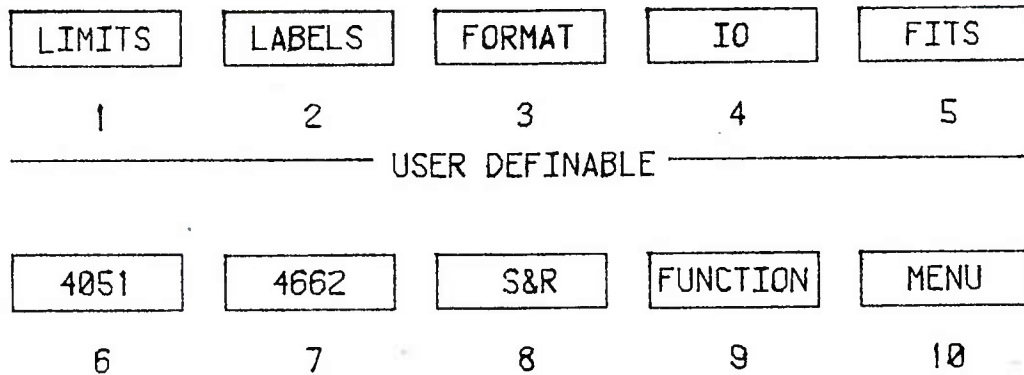 LIMITS LABELS FORMAT IO FITS
1 2 3 4 5
USER DEFINABLE
4051 4662 S&R FUNCTION MENU
6 7 8 9 10